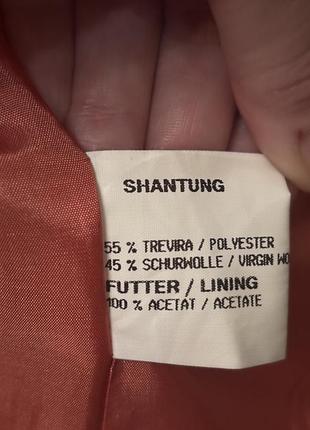 SHANTUNG
55 % TREVIRA / POLYESTER
45 % SCHURWOLLE / VIRGIN WO
FUTTER / LINING
100 % ACETAT / ACETATE